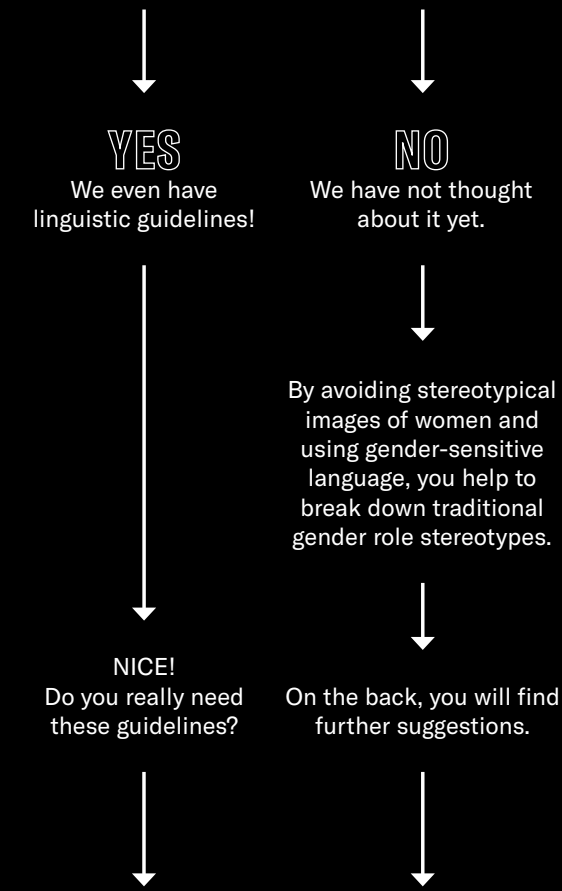 YES
We even have
linguistic guidelines!
NICE!
Do you really need
these guidelines?
NO
We have not thought
about it yet.
By avoiding stereotypical
images of women and
using gender-sensitive
language, you help to
break down traditional
gender role stereotypes.
On the back, you will find
further suggestions.